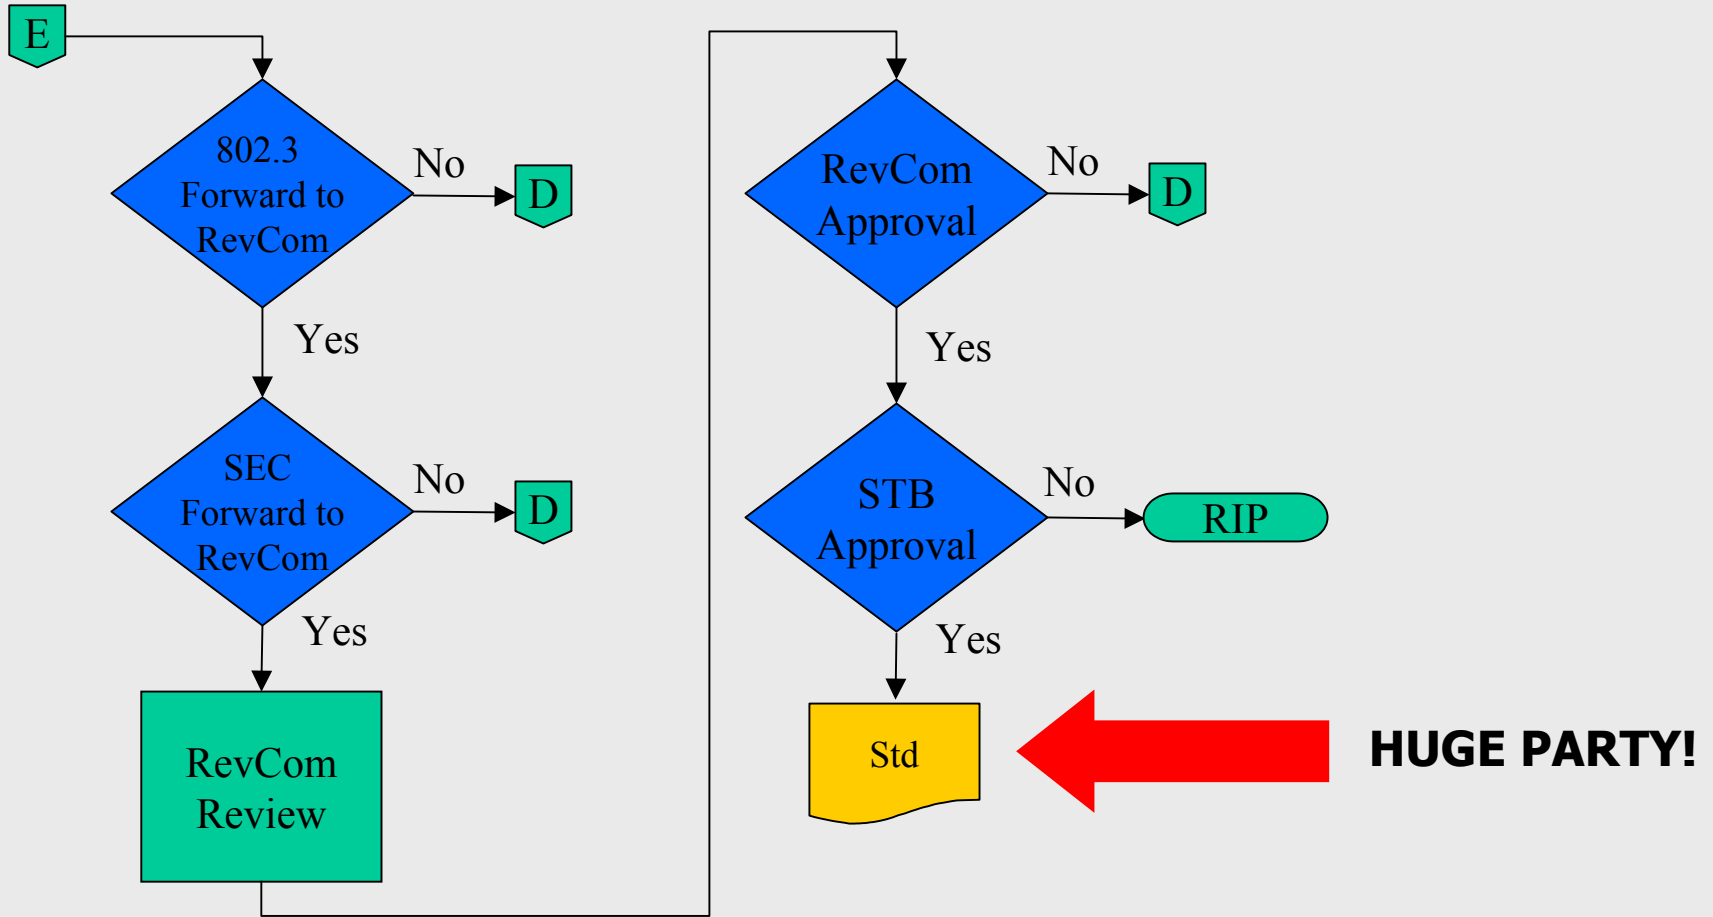 E
802.3
Forward to
RevCom
No
D
Yes
SEC
Forward to
RevCom
No
D
Yes
RevCom
Review
RevCom
Approval
No
D
Yes
STB
Approval
No
RIP
Yes
Std
HUGE PARTY!